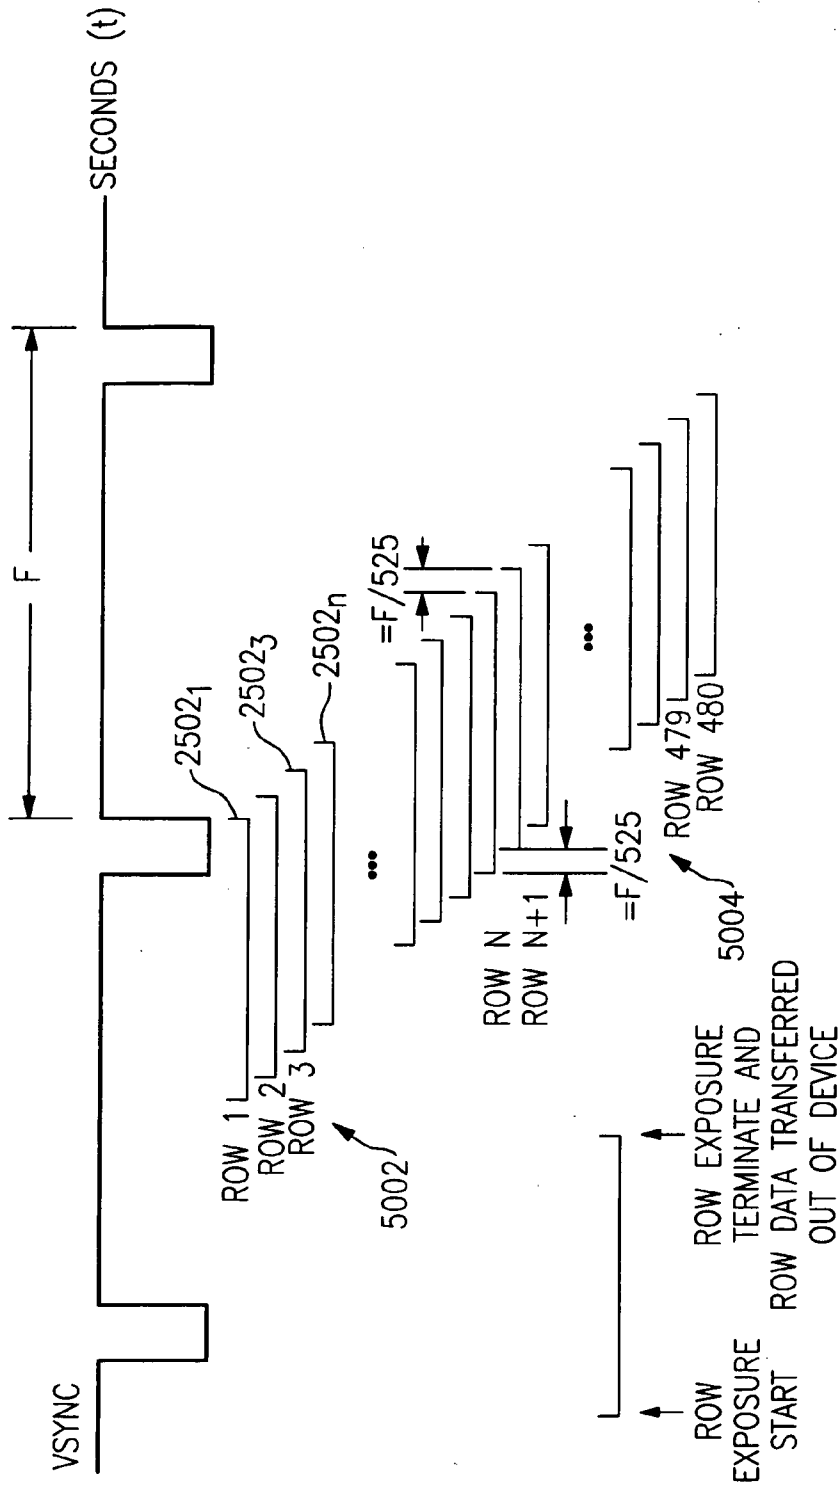 VSYNC
F
SECONDS (t)
2502₁
2502₃
2502ₙ
ROW 1
ROW 2
ROW 3
5002
=F/525
ROW N
ROW N+1
=F/525
•••
•••
ROW 479
ROW 480
5004
ROW
EXPOSURE
START
ROW EXPOSURE
TERMINATE AND
ROW DATA TRANSFERRED
OUT OF DEVICE